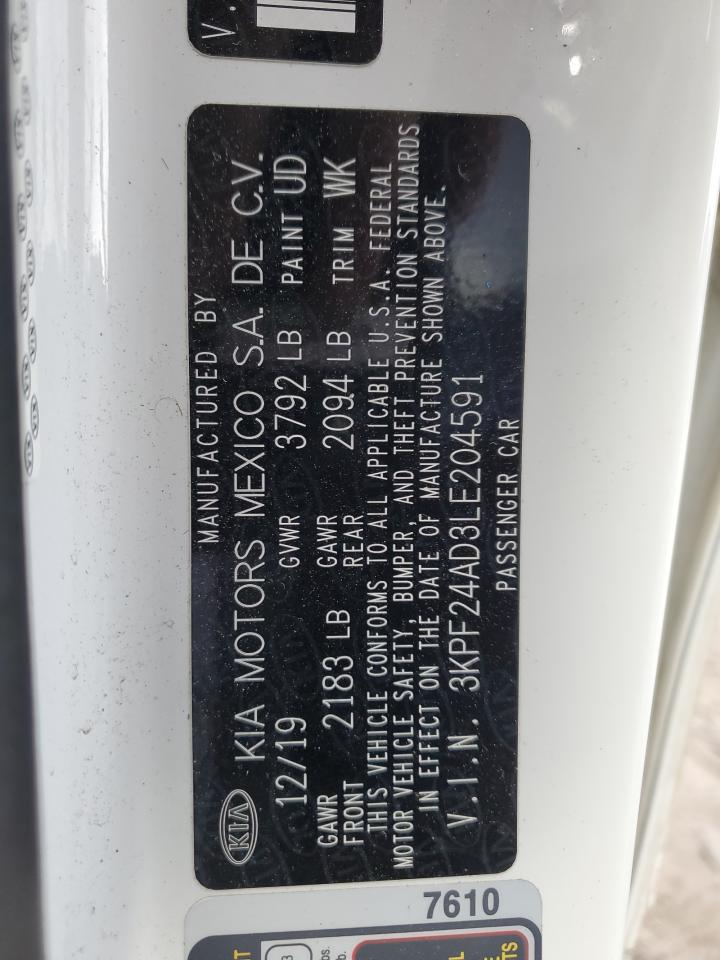 MANUFACTURED BY
KIA KIA MOTORS MEXICO S.A. DE C.V.
12/19 GVWR 3792 LB PAINT UD
GAWR FRONT 2183 LB GAWR REAR 2094 LB TRIM WK
THIS VEHICLE CONFORMS TO ALL APPLICABLE U.S.A. FEDERAL
MOTOR VEHICLE SAFETY, BUMPER, AND THEFT PREVENTION STANDARDS
IN EFFECT ON THE DATE OF MANUFACTURE SHOWN ABOVE.
V.I.N. 3KPF24AD3LE204591
PASSENGER CAR
7610
V.